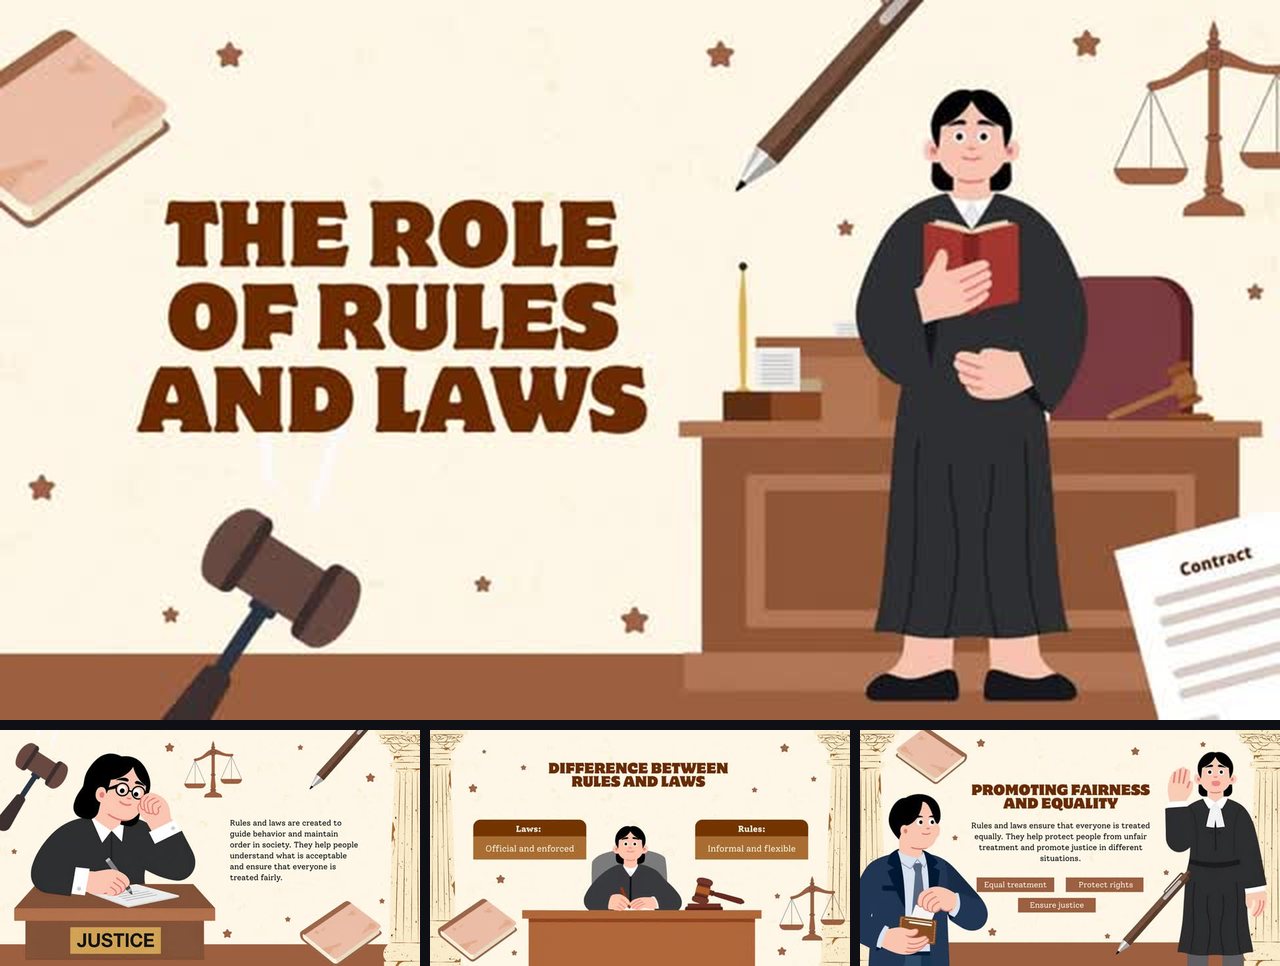 THE ROLE
OF RULES
AND LAWS
Contract
Rules and laws are created to
guide behavior and maintain
order in society. They help people
understand what is acceptable
and ensure that everyone is
treated fairly.
JUSTICE
DIFFERENCE BETWEEN
RULES AND LAWS
Laws:
Official and enforced
Rules:
Informal and flexible
PROMOTING FAIRNESS
AND EQUALITY
Rules and laws ensure that everyone is treated
equally. They help protect people from unfair
treatment and promote justice in different
situations.
Equal treatment
Protect rights
Ensure justice